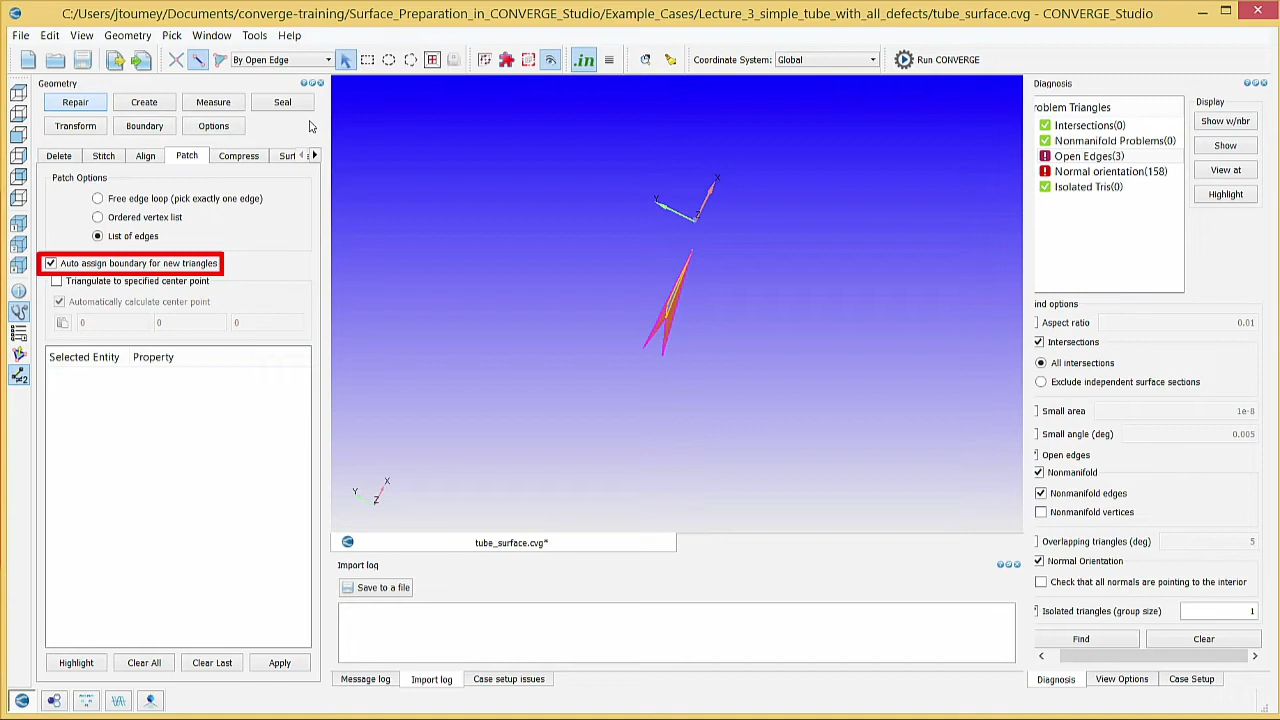 C:/Users/jtoumey/Documents/converge-training/Surface_Preparation_in_CONVERGE_Studio/Example_Cases/Lecture_3_simple_tube_with_all_defects/tube_surface.cvg - CONVERGE_Studio
File Edit View Geometry Pick Window Tools Help
By Open Edge .in Coordinate System: Global Run CONVERGE
Geometry
Repair Create Measure Seal
Transform Boundary Options
Delete Stitch Align Patch Compress Surf
Patch Options
Free edge loop (pick exactly one edge)
Ordered vertex list
List of edges
Auto assign boundary for new triangles
Triangulate to specified center point
Automatically calculate center point
0 0 0
Selected Entity Property
Highlight Clear All Clear Last Apply
X
Y
Z
X
Y
Z
tube_surface.cvg*
Import log
Save to a file
Message log Import log Case setup issues
Diagnosis
roblem Triangles
Intersections(0)
Nonmanifold Problems(0)
Open Edges(3)
Normal orientation(158)
Isolated Tris(0)
Display
Show w/nbr
Show
View at
Highlight
ind options
Aspect ratio 0.01
Intersections
All intersections
Exclude independent surface sections
Small area 1e-8
Small angle (deg) 0.005
Open edges
Nonmanifold
Nonmanifold edges
Nonmanifold vertices
Overlapping triangles (deg) 5
Normal Orientation
Check that all normals are pointing to the interior
Isolated triangles (group size) 1
Find Clear
Diagnosis View Options Case Setup